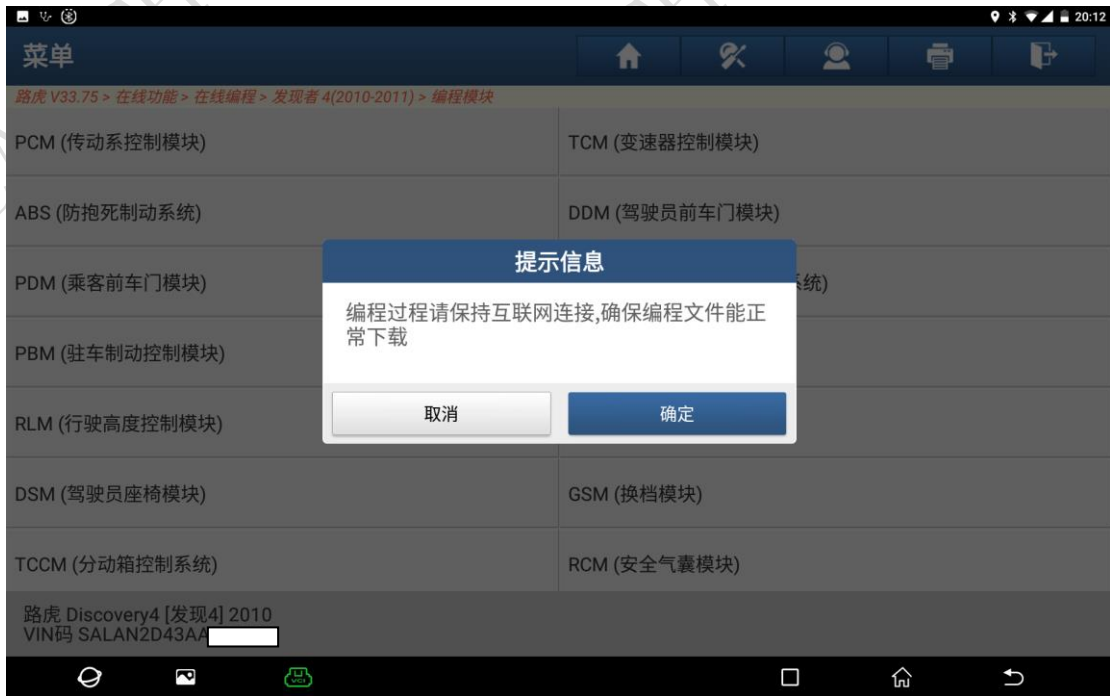 20:12
菜单
路虎 V33.75 > 在线功能 > 在线编程 > 发现者 4(2010-2011) > 编程模块
PCM (传动系控制模块)
TCM (变速器控制模块)
ABS (防抱死制动系统)
DDM (驾驶员前车门模块)
提示信息
PDM (乘客前车门模块)
统)
编程过程请保持互联网连接,确保编程文件能正
常下载
PBM (驻车制动控制模块)
取消
确定
RLM (行驶高度控制模块)
DSM (驾驶员座椅模块)
GSM (换档模块)
TCCM (分动箱控制系统)
RCM (安全气囊模块)
路虎 Discovery4 [发现4] 2010
VIN码 SALAN2D43AA
VCI